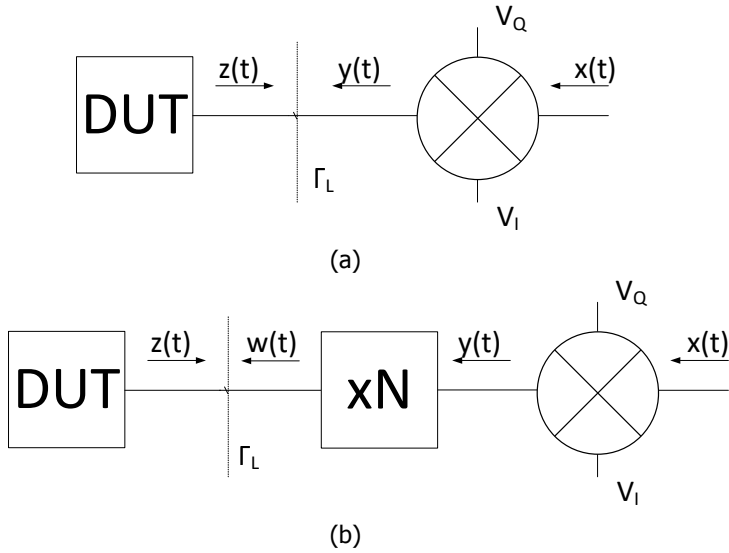 V_Q
z(t) y(t) x(t)
DUT
Γ_L
V_I
(a)
V_Q
z(t) w(t) y(t) x(t)
DUT xN
Γ_L
V_I
(b)